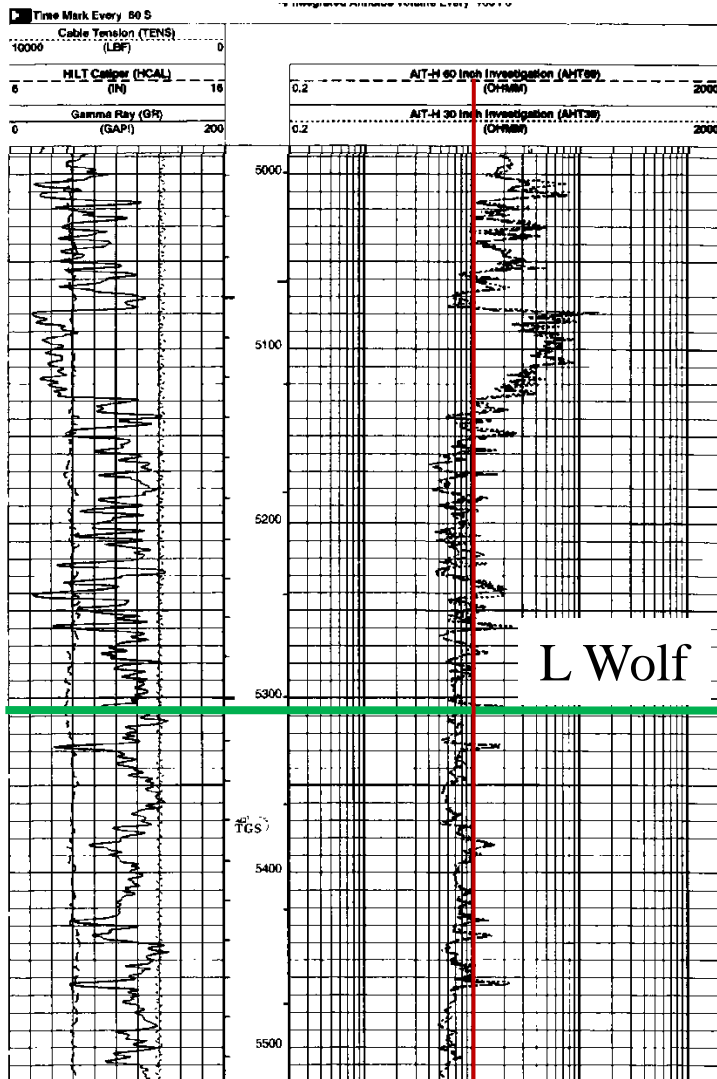 Time Mark Every 60 S
Cable Tension (TENS)
10000 (LBF) 0
HILT Caliper (HCAL)
6 (IN) 16
Gamma Ray (GR)
0 (GAPI) 200
AIT-H 60 Inch Investigation (AHT60)
0.2 (OHMM) 2000
AIT-H 30 Inch Investigation (AHT30)
0.2 (OHMM) 2000
5000
5100
5200
L Wolf
5300
TGS
5400
5500